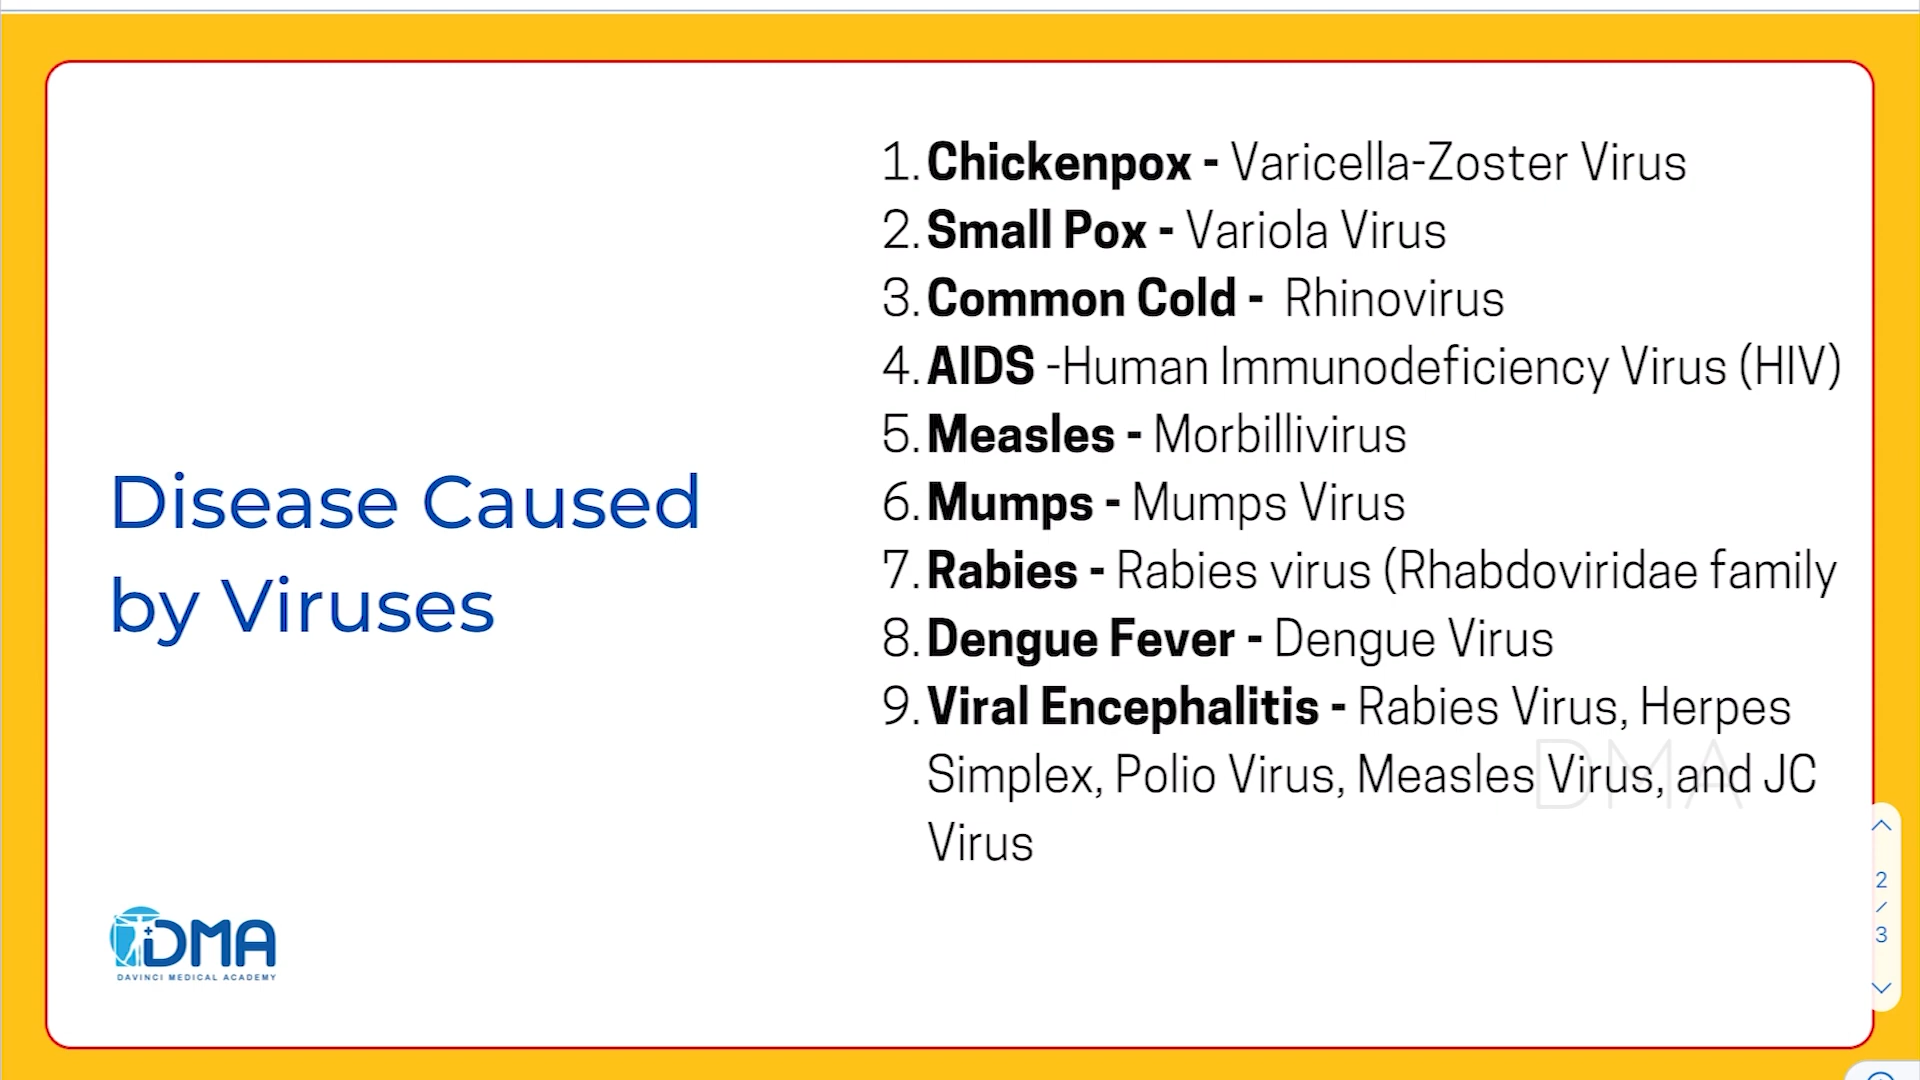 Disease Caused
by Viruses
1. Chickenpox - Varicella-Zoster Virus
2. Small Pox - Variola Virus
3. Common Cold -  Rhinovirus
4. AIDS -Human Immunodeficiency Virus (HIV)
5. Measles - Morbillivirus
6. Mumps - Mumps Virus
7. Rabies - Rabies virus (Rhabdoviridae family
8. Dengue Fever - Dengue Virus
9. Viral Encephalitis - Rabies Virus, Herpes
Simplex, Polio Virus, Measles Virus, and JC
Virus
DMA
DMA
DAVINCI MEDICAL ACADEMY
2
/
3